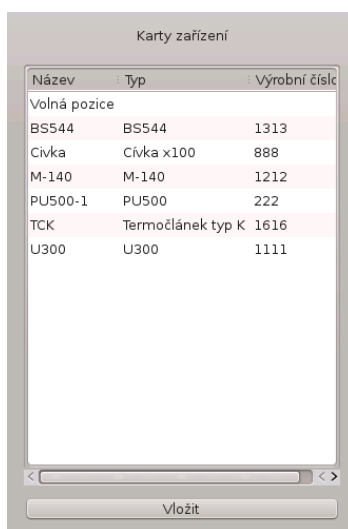 Karty zařízení
Název Typ Výrobní číslo
Volná pozice
BS544 BS544 1313
Civka Cívka x100 888
M-140 M-140 1212
PU500-1 PU500 222
TCK Termočlánek typ K 1616
U300 U300 1111
Vložit